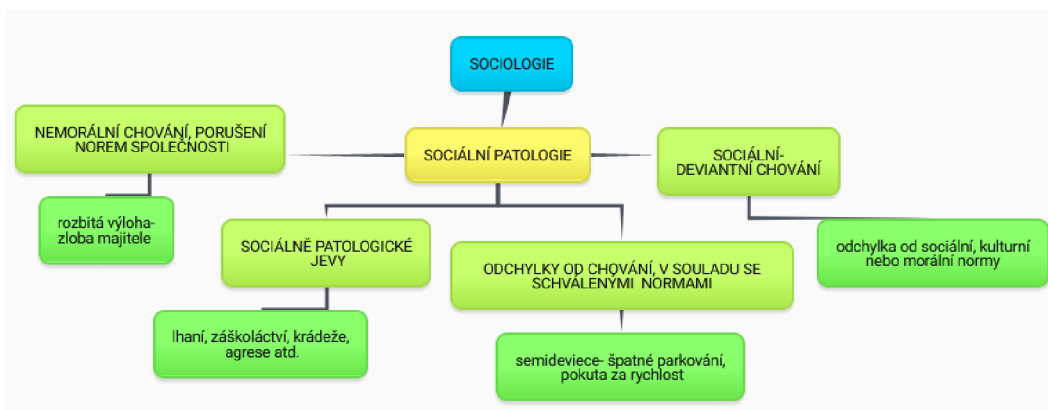 SOCIOLOGIE
NEMORÁLNÍ CHOVÁNÍ, PORUŠENÍ
NOREM SPOLEČNOSTI
SOCIÁLNÍ PATOLOGIE
SOCIÁLNÍ-
DEVIANTNÍ CHOVÁNÍ
rozbitá výloha-
zloba majitele
SOCIÁLNĚ PATOLOGICKÉ
JEVY
ODCHYLKY OD CHOVÁNÍ, V SOULADU SE
SCHVÁLENÝMI NORMAMI
odchylka od sociální, kulturní
nebo morální normy
lhaní, záškoláctví, krádeže,
agrese atd.
semideviece- špatné parkování,
pokuta za rychlost